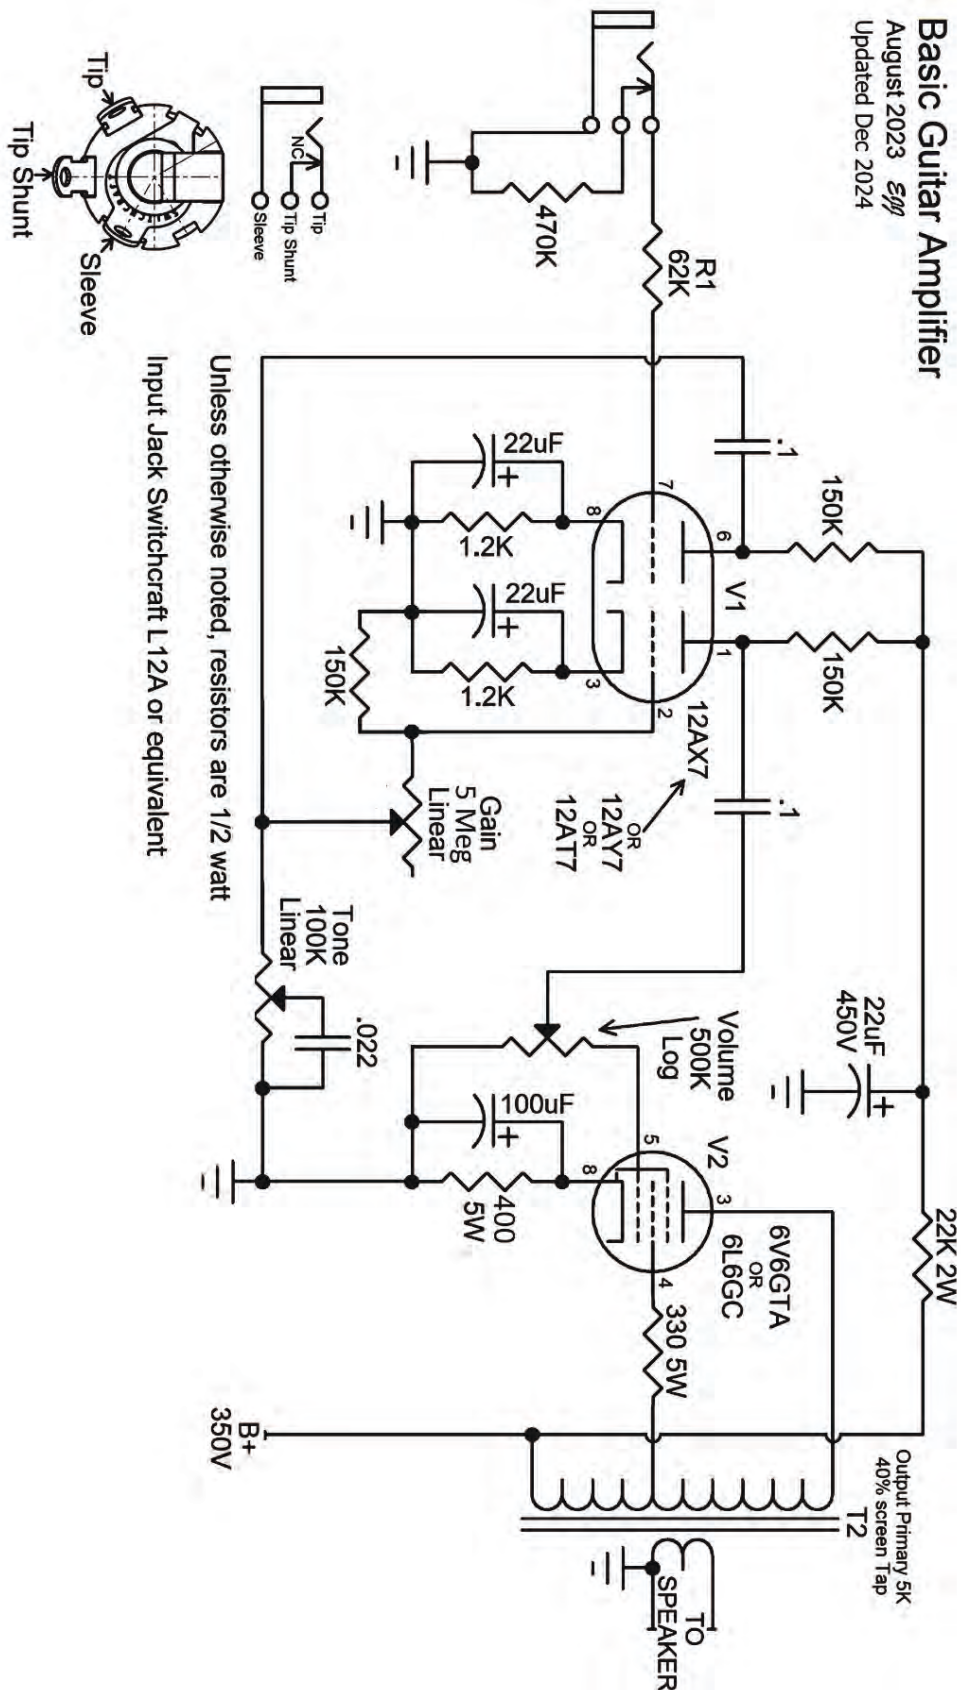 Basic Guitar Amplifier
August 2023
Updated Dec 2024
470K
R1
62K
.1
150K
150K
.1
V1
12AX7
OR
12AY7
OR
12AT7
7
6
1
8
3
2
22uF
1.2K
22uF
1.2K
150K
Gain
5 Meg
Linear
Tone
100K
Linear
.022
Volume
500K
Log
22uF
450V
22K 2W
V2
6V6GTA
OR
6L6GC
5
3
8
4
100uF
400
5W
330 5W
B+
350V
Output Primary 5K
40% screen Tap
T2
TO
SPEAKER
NC
Tip
Tip Shunt
Sleeve
Tip
Tip Shunt
Sleeve
Unless otherwise noted, resistors are 1/2 watt
Input Jack Switchcraft L12A or equivalent